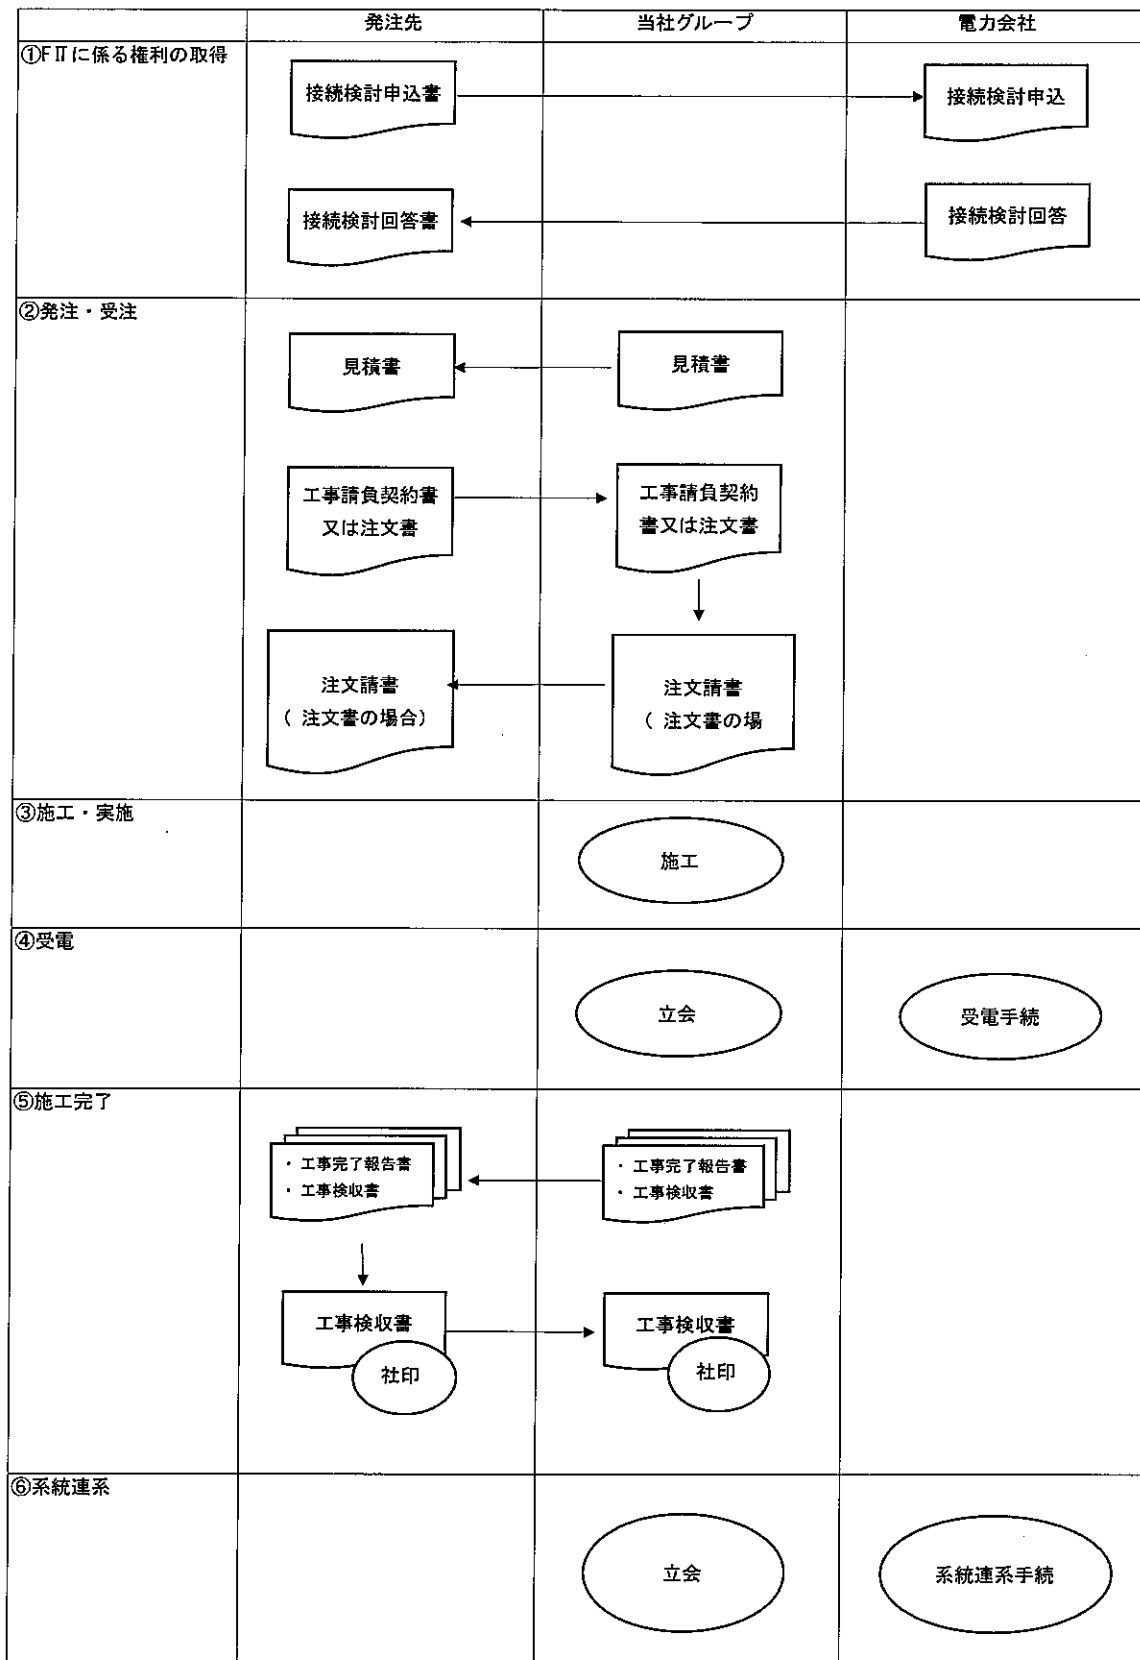 発注先
当社グループ
電力会社
①FITに係る権利の取得
接続検討申込書
接続検討申込
接続検討回答書
接続検討回答
②発注・受注
見積書
見積書
工事請負契約書
又は注文書
工事請負契約
書又は注文書
注文請書
(注文書の場合)
注文請書
(注文書の場
③施工・実施
施工
④受電
立会
受電手続
⑤施工完了
・工事完了報告書
・工事検収書
・工事完了報告書
・工事検収書
工事検収書
社印
工事検収書
社印
⑥系統連系
立会
系統連系手続